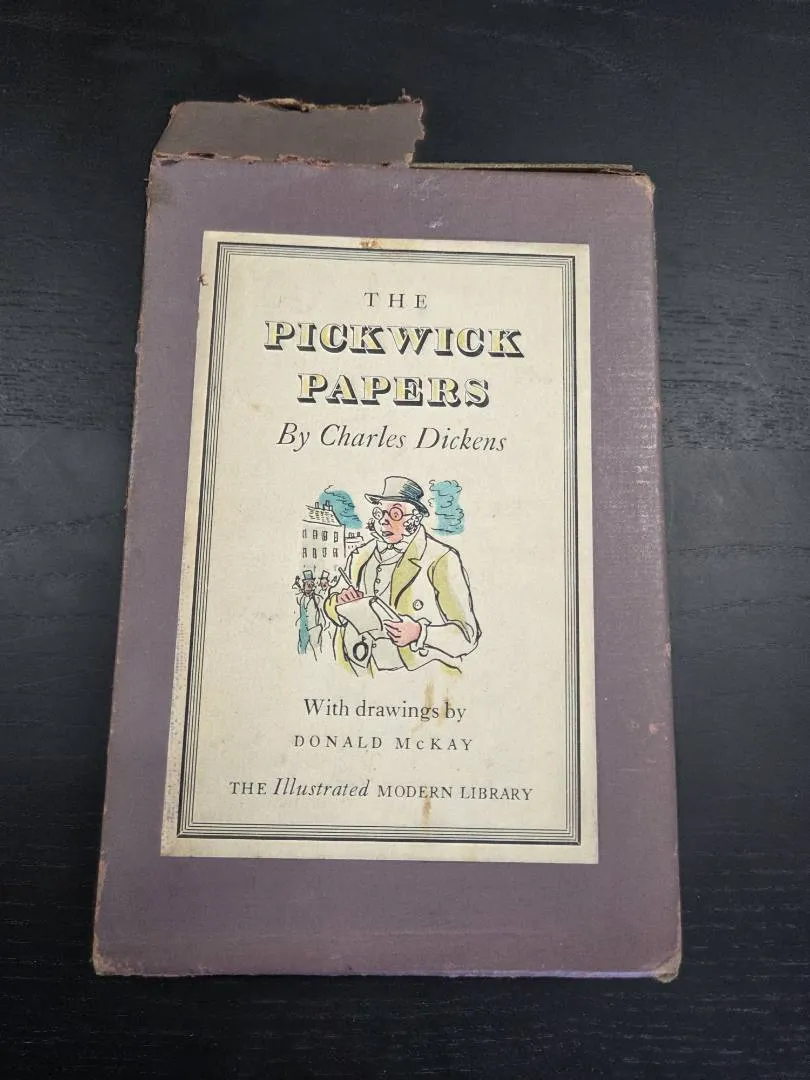 THE
PICKWICK
PAPERS
By Charles Dickens
With drawings by
DONALD McKAY
THE Illustrated MODERN LIBRARY